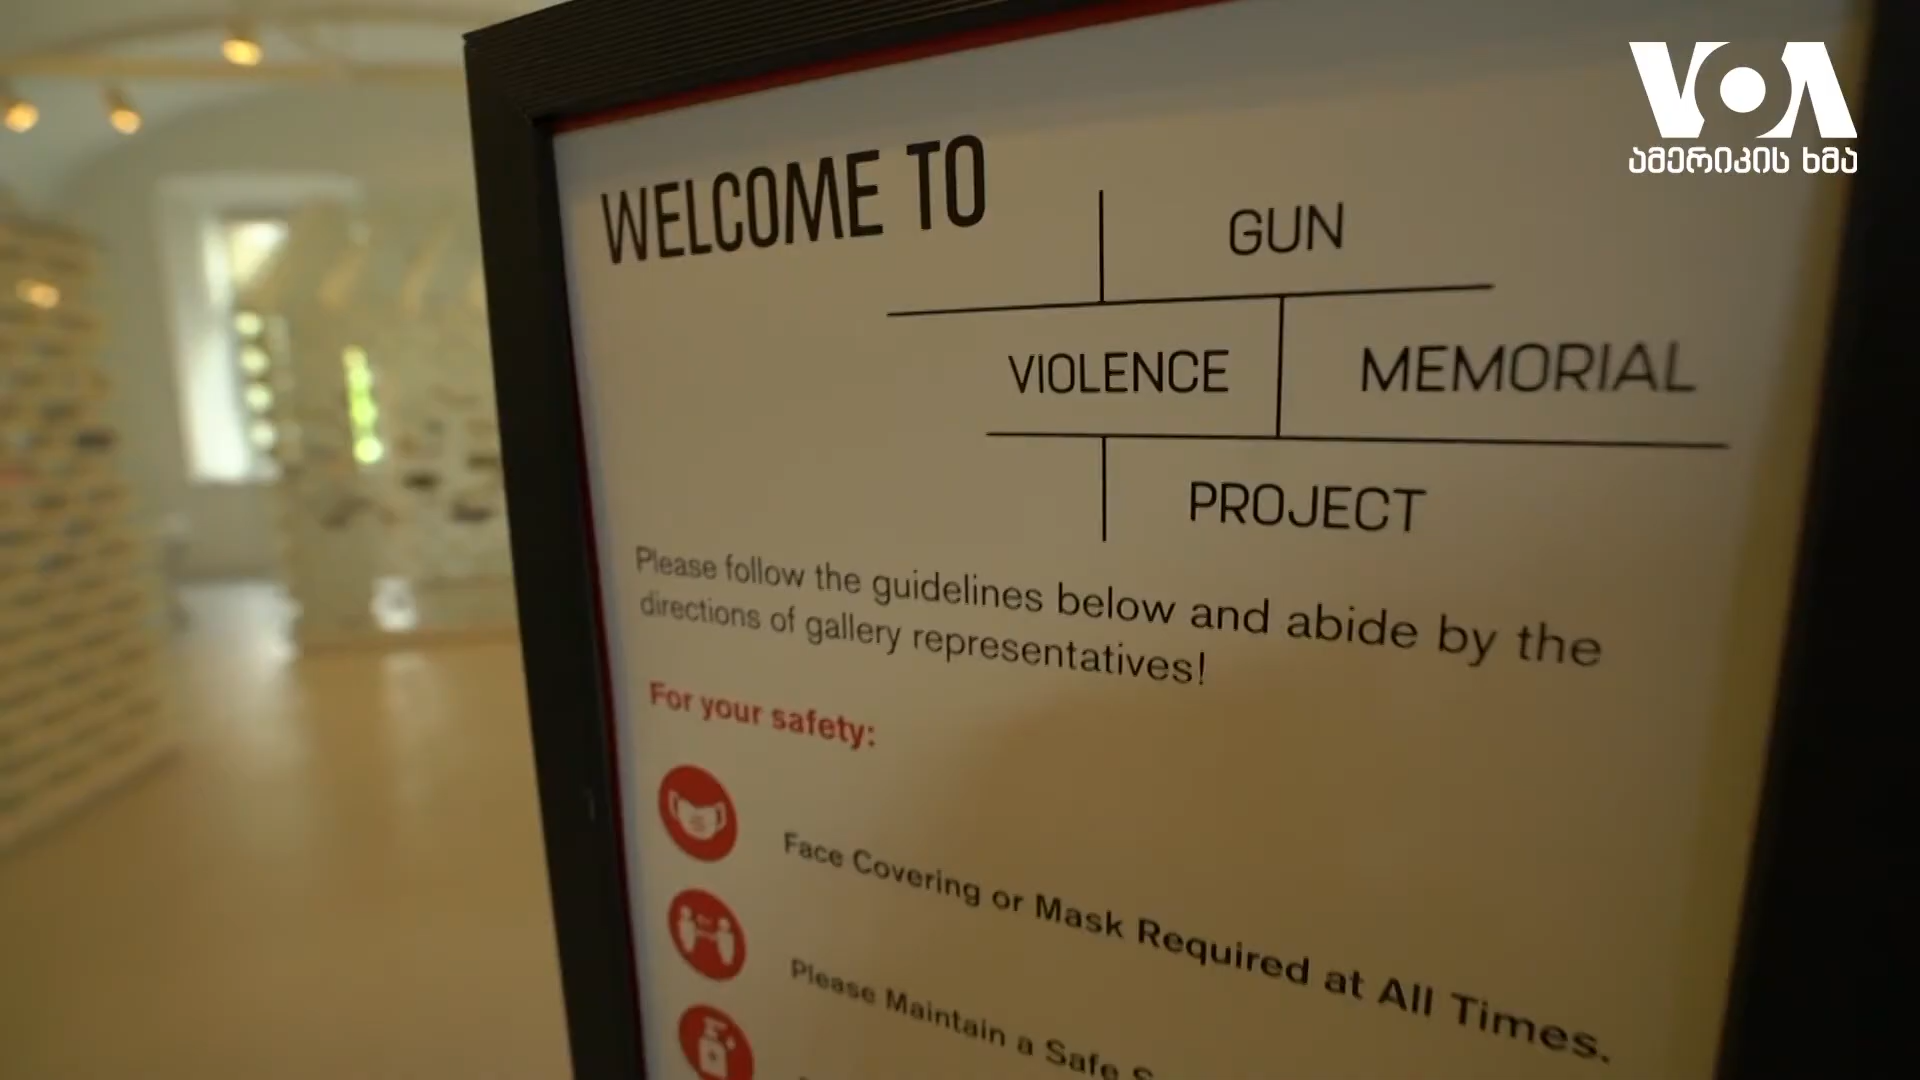 VOA
ამერიკის ხმა
WELCOME TO
GUN
VIOLENCE MEMORIAL
PROJECT
Please follow the guidelines below and abide by the
directions of gallery representatives!
For your safety:
Face Covering or Mask Required at All Times.
Please Maintain a Safe